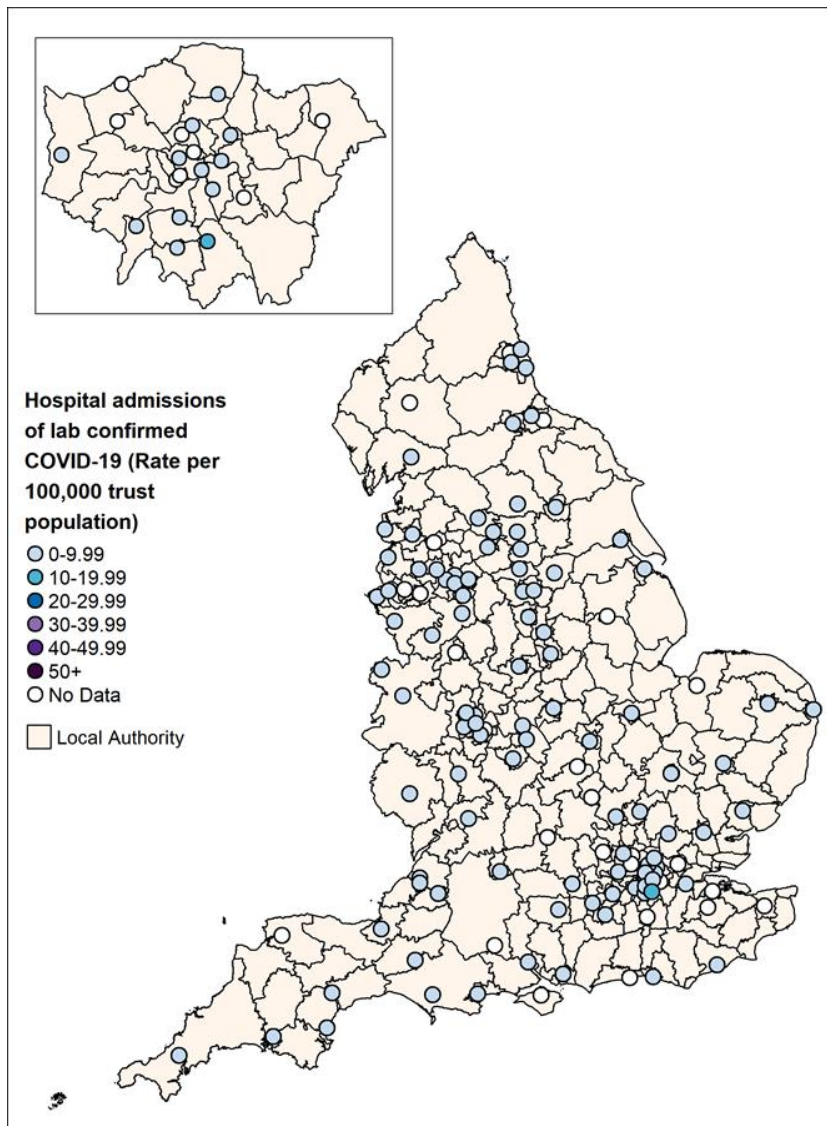 Hospital admissions
of lab confirmed
COVID-19 (Rate per
100,000 trust
population)
0-9.99
10-19.99
20-29.99
30-39.99
40-49.99
50+
No Data
Local Authority